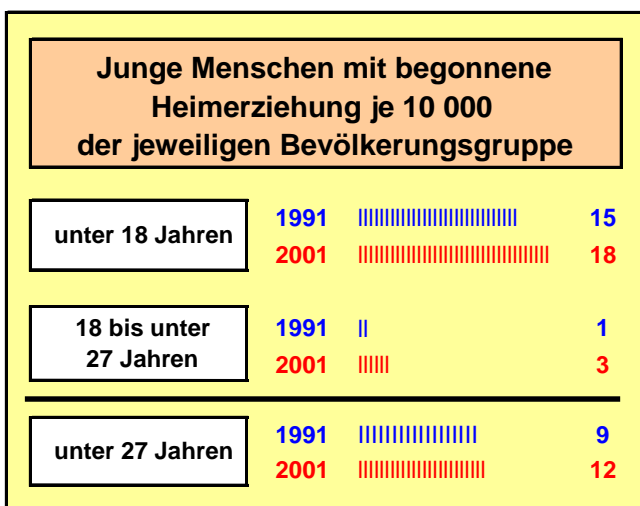 Junge Menschen mit begonnene
Heimerziehung je 10 000
der jeweiligen Bevölkerungsgruppe
unter 18 Jahren
1991 15
2001 18
18 bis unter
27 Jahren
1991 1
2001 3
unter 27 Jahren
1991 9
2001 12